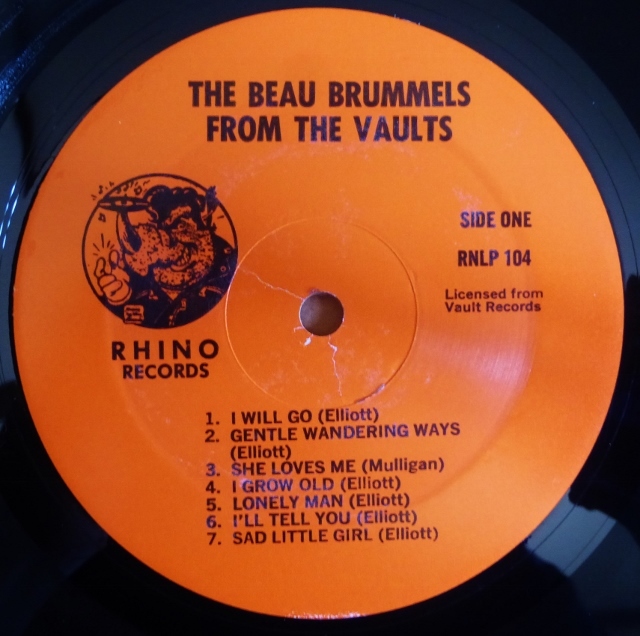 THE BEAU BRUMMELS
FROM THE VAULTS
SIDE ONE
RNLP 104
Licensed from
Vault Records
RHINO
RECORDS
1. I WILL GO (Elliott)
2. GENTLE WANDERING WAYS
(Elliott)
3. SHE LOVES ME (Mulligan)
4. I GROW OLD (Elliott)
5. LONELY MAN (Elliott)
6. I'LL TELL YOU (Elliott)
7. SAD LITTLE GIRL (Elliott)